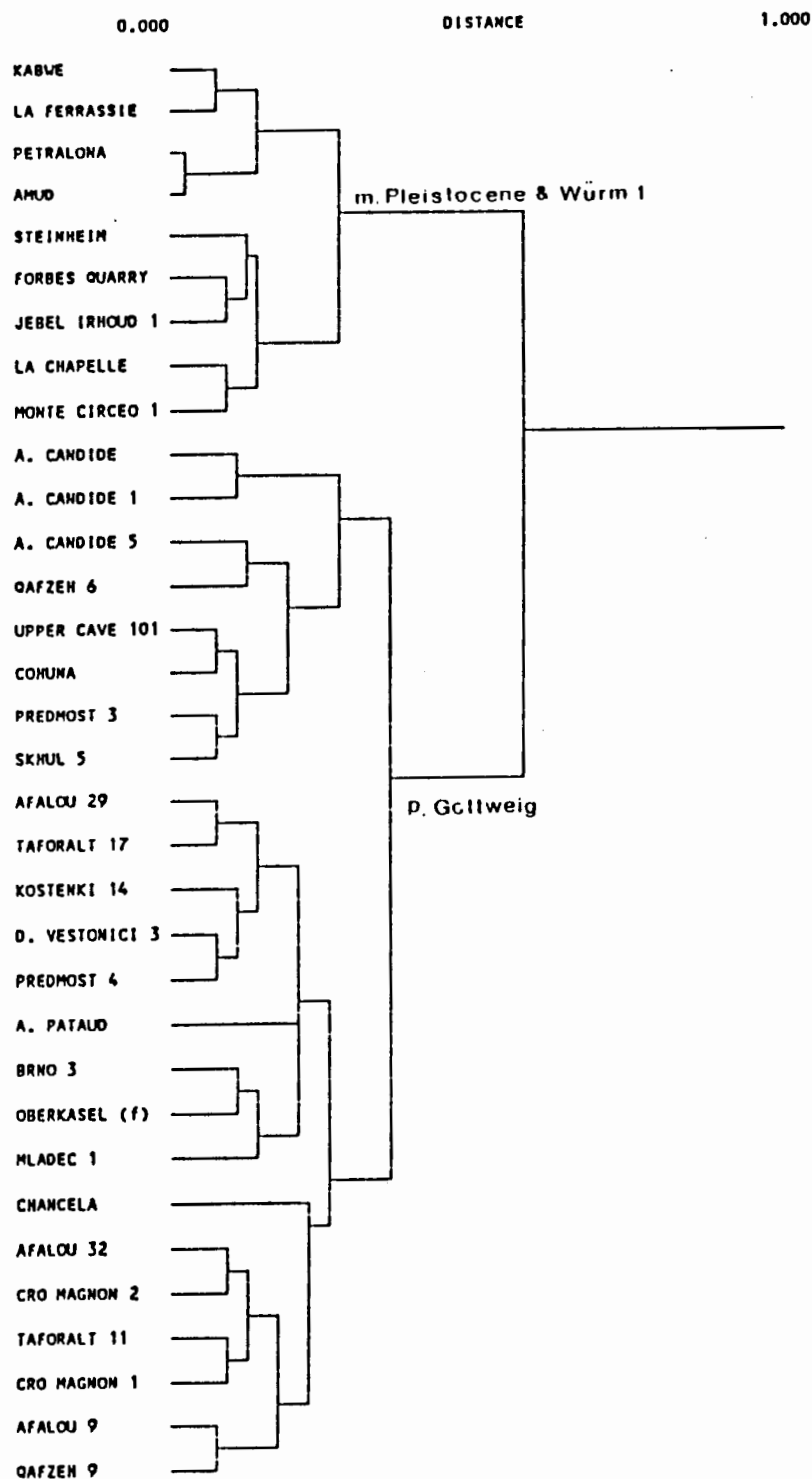 0.000 DISTANCE 1.000
KABWE
LA FERRASSIE
PETRALONA
AMUD
m. Pleistocene & Würm 1
STEINHEIM
FORBES QUARRY
JEBEL IRHOUD 1
LA CHAPELLE
MONTE CIRCEO 1
A. CANDIDE
A. CANDIDE 1
A. CANDIDE 5
QAFZEH 6
UPPER CAVE 101
COHUNA
PREDMOST 3
SKHUL 5
AFALOU 29
p. Gottweig
TAFORALT 17
KOSTENKI 14
D. VESTONICI 3
PREDMOST 4
A. PATAUD
BRNO 3
OBERKASEL (f)
MLADEC 1
CHANCELA
AFALOU 32
CRO MAGNON 2
TAFORALT 11
CRO MAGNON 1
AFALOU 9
QAFZEH 9